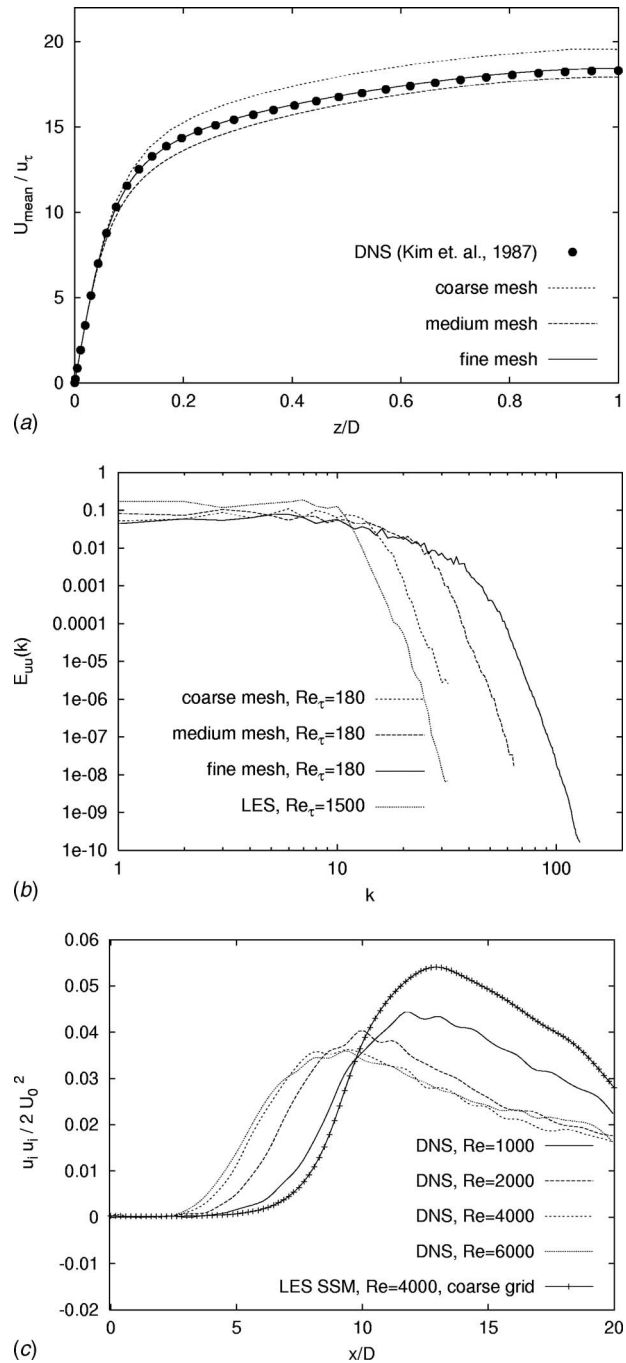 20
15
10
5
0
U_mean / u_τ
DNS (Kim et. al., 1987)
coarse mesh
medium mesh
fine mesh
0 0.2 0.4 0.6 0.8 1
z/D
(a)
1
0.1
0.01
0.001
0.0001
1e-05
1e-06
1e-07
1e-08
1e-09
1e-10
E_uu(k)
coarse mesh, Re_τ=180
medium mesh, Re_τ=180
fine mesh, Re_τ=180
LES, Re_τ=1500
1 10 100
k
(b)
0.06
0.05
0.04
0.03
0.02
0.01
0
-0.01
-0.02
u_i u_i / 2 U_0^2
DNS, Re=1000
DNS, Re=2000
DNS, Re=4000
DNS, Re=6000
LES SSM, Re=4000, coarse grid
0 5 10 15 20
x/D
(c)